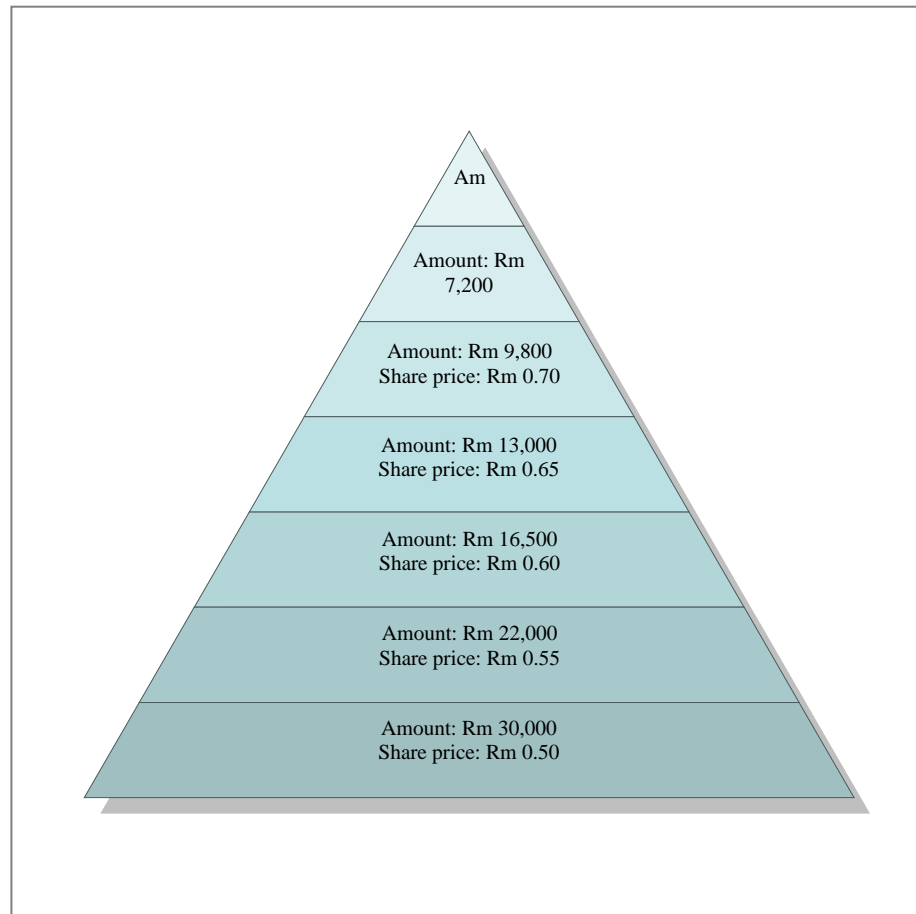 Am
Amount: Rm
7,200
Amount: Rm 9,800
Share price: Rm 0.70
Amount: Rm 13,000
Share price: Rm 0.65
Amount: Rm 16,500
Share price: Rm 0.60
Amount: Rm 22,000
Share price: Rm 0.55
Amount: Rm 30,000
Share price: Rm 0.50